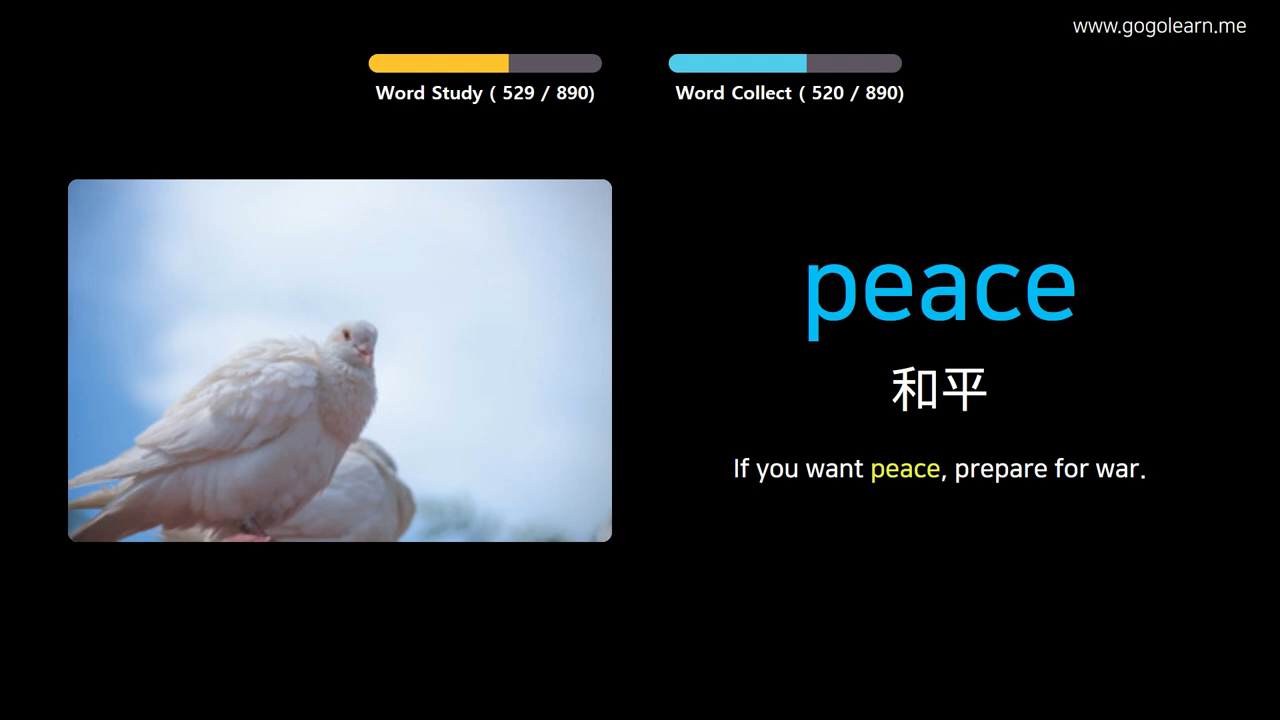 www.gogolearn.me
Word Study ( 529 / 890)
Word Collect ( 520 / 890)
peace
和平
If you want peace, prepare for war.